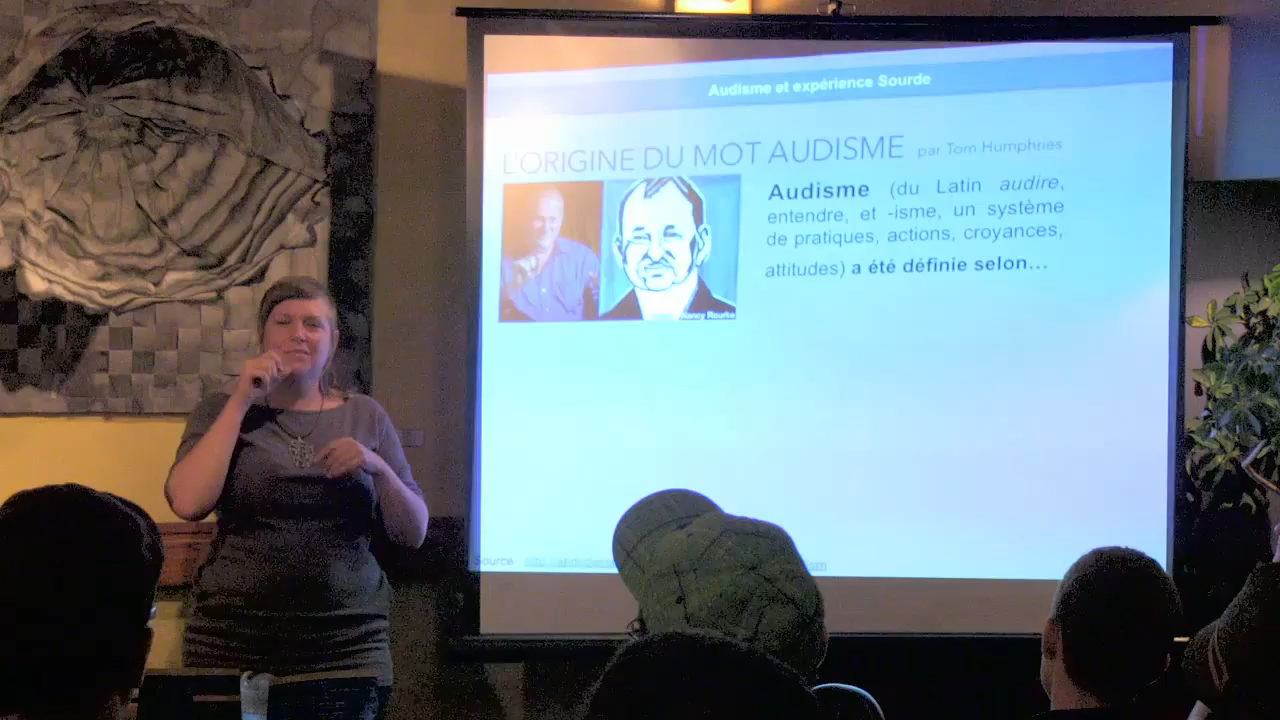 Audisme et expérience Sourde
L'ORIGINE DU MOT AUDISME par Tom Humphries
Audisme (du Latin audire,
entendre, et -isme, un système
de pratiques, actions, croyances,
attitudes) a été définie selon...
Nancy Rourke
Source